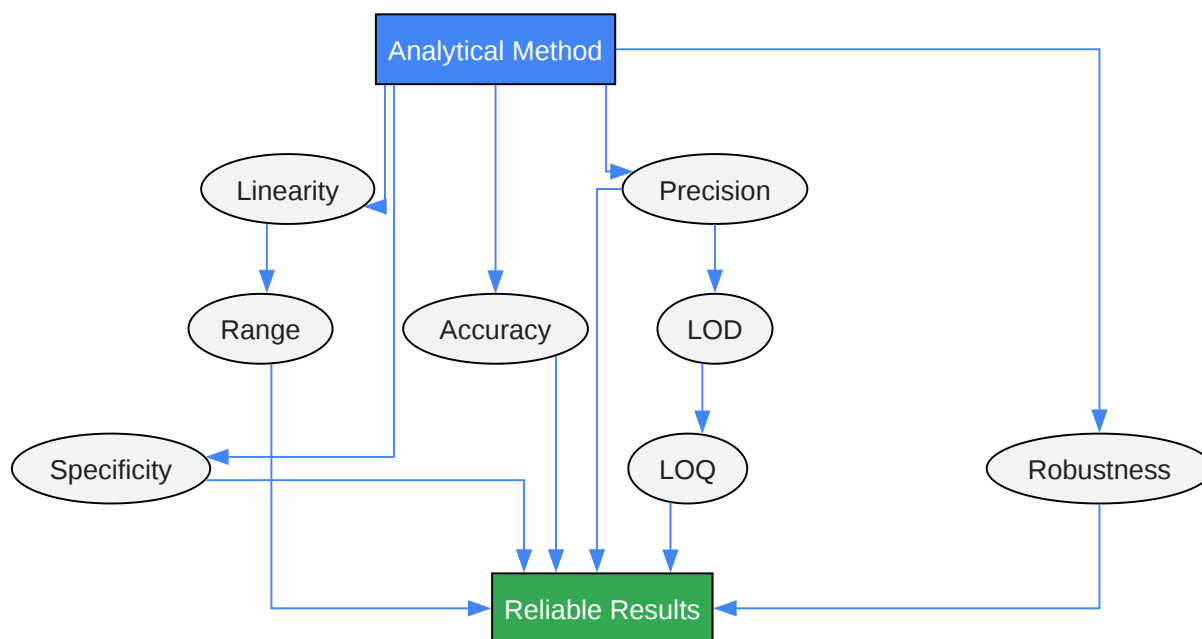 Analytical Method
Linearity
Precision
Range
Accuracy
LOD
Specificity
LOQ
Robustness
Reliable Results